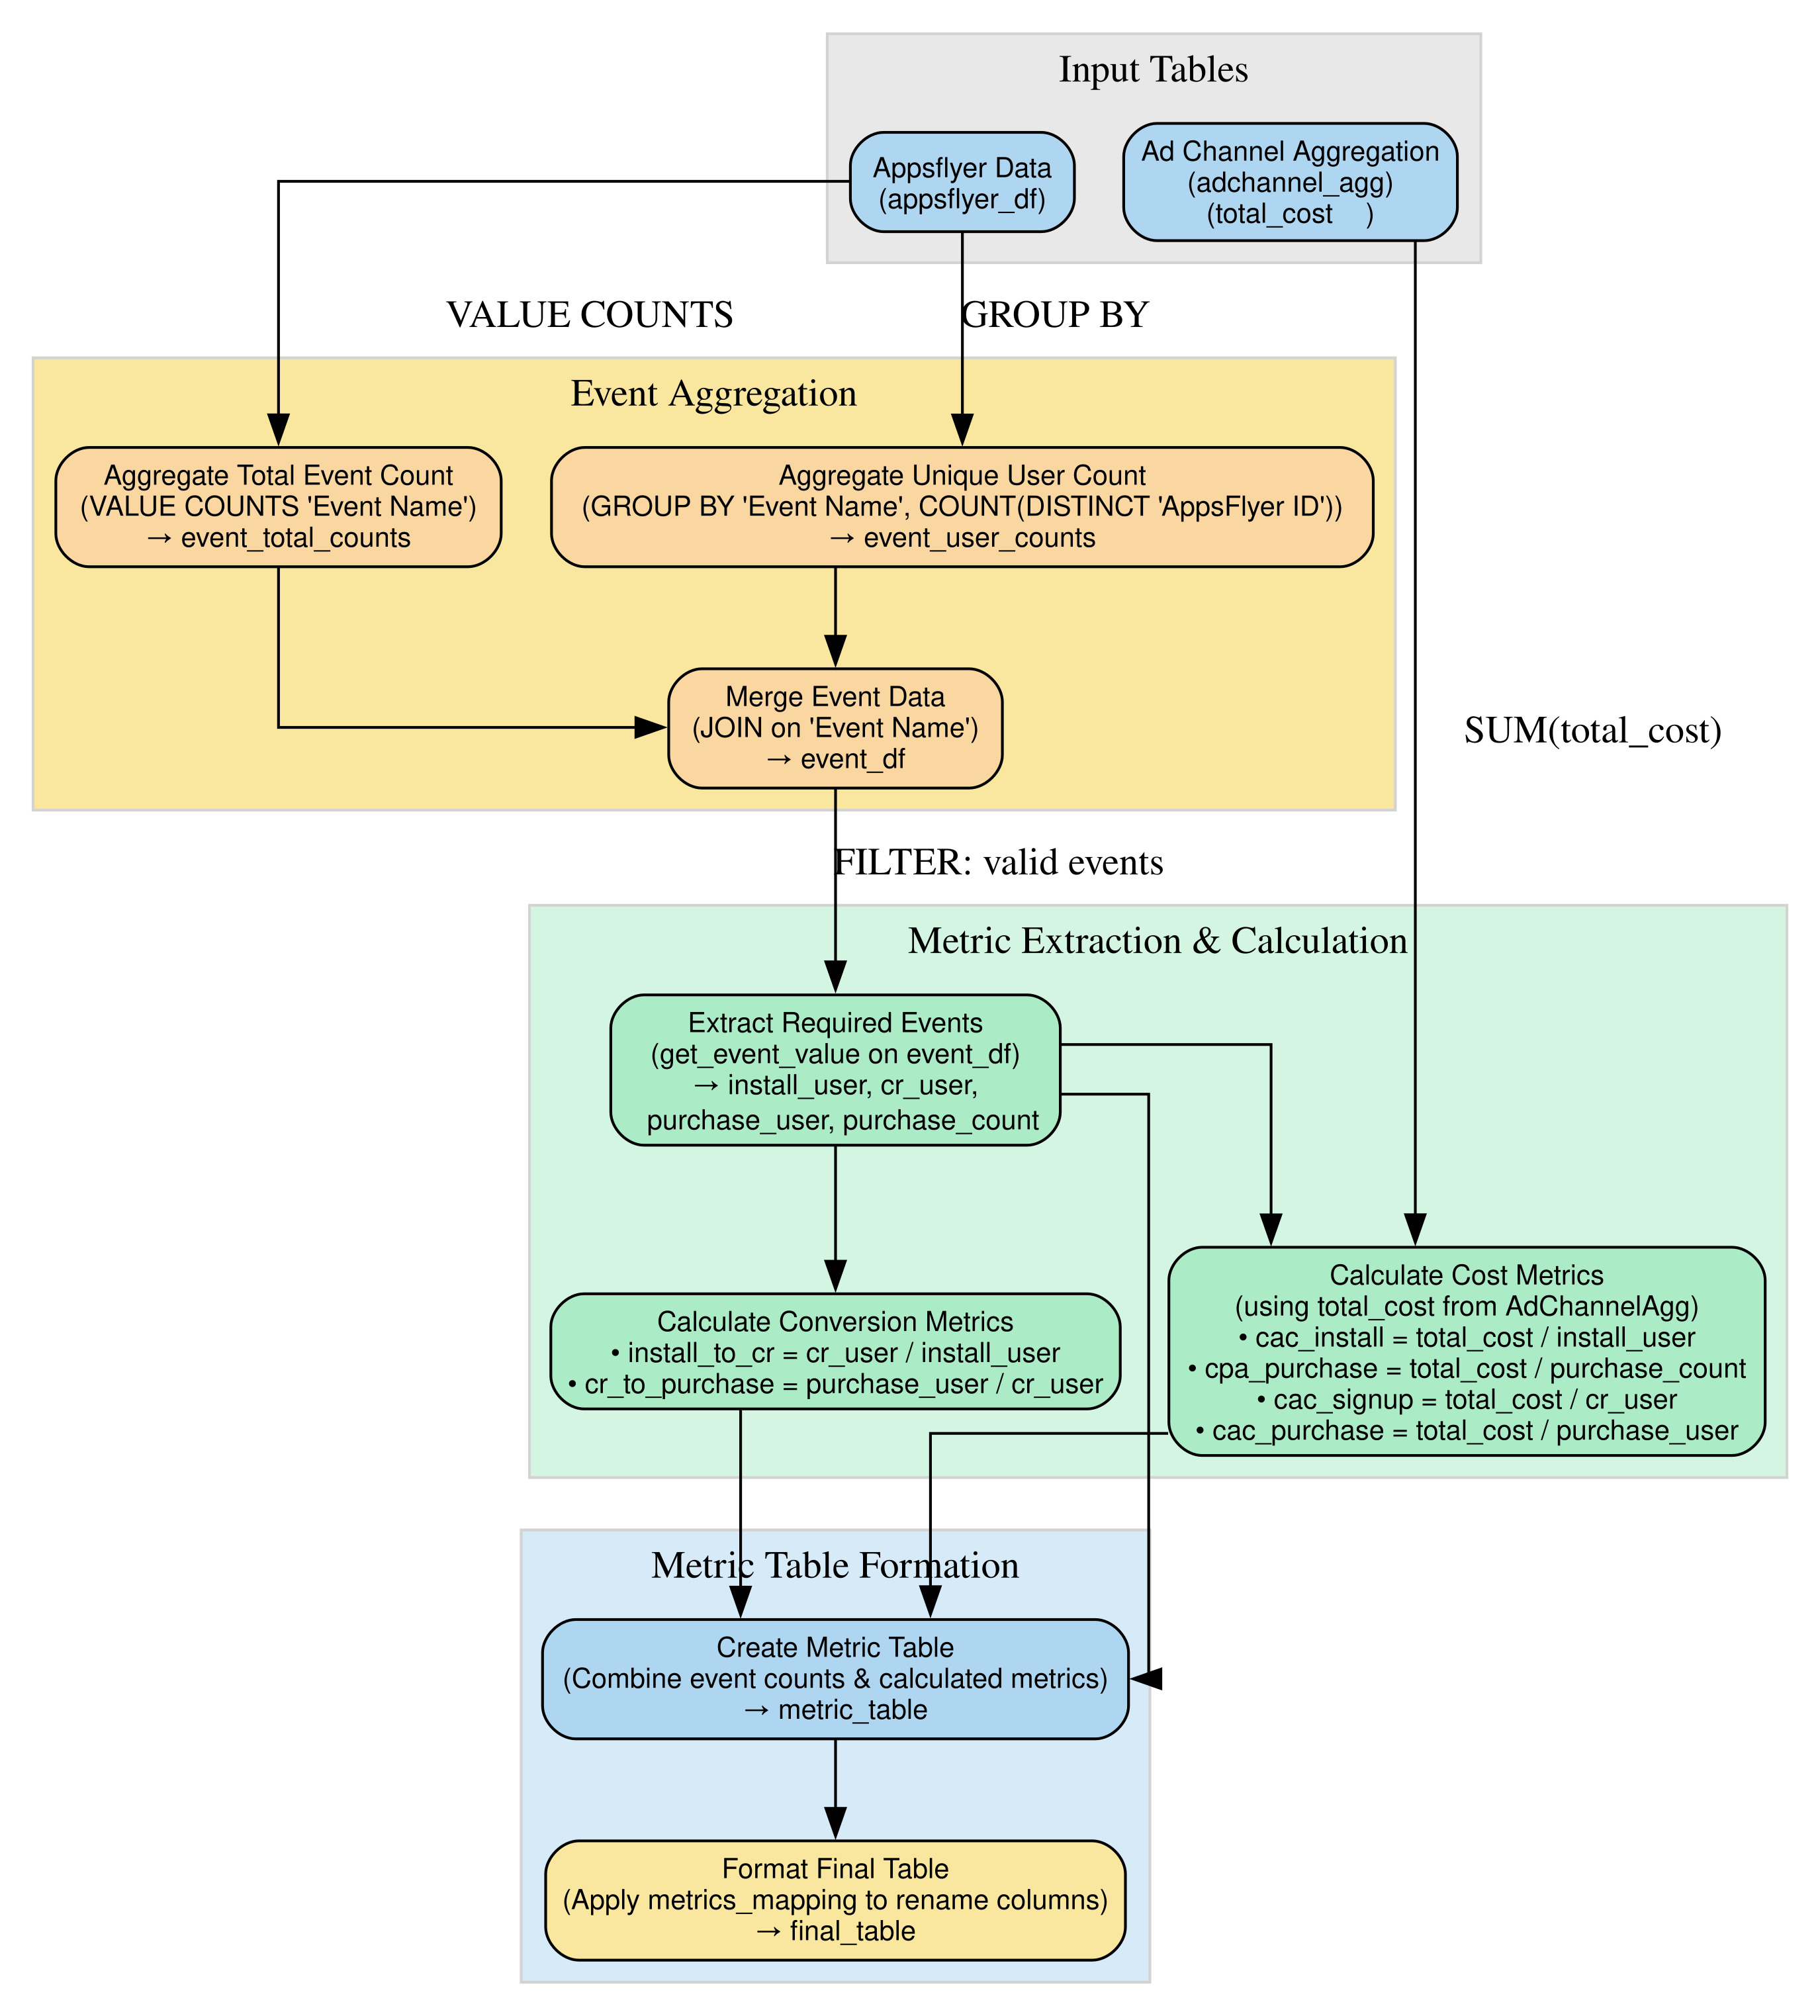 Input Tables
Appsflyer Data
(appsflyer_df)
Ad Channel Aggregation
(adchannel_agg)
(total_cost    )
VALUE COUNTS
GROUP BY
Event Aggregation
Aggregate Total Event Count
(VALUE COUNTS 'Event Name')
→ event_total_counts
Aggregate Unique User Count
(GROUP BY 'Event Name', COUNT(DISTINCT 'AppsFlyer ID'))
→ event_user_counts
Merge Event Data
(JOIN on 'Event Name')
→ event_df
SUM(total_cost)
FILTER: valid events
Metric Extraction & Calculation
Extract Required Events
(get_event_value on event_df)
→ install_user, cr_user,
purchase_user, purchase_count
Calculate Conversion Metrics
• install_to_cr = cr_user / install_user
• cr_to_purchase = purchase_user / cr_user
Calculate Cost Metrics
(using total_cost from AdChannelAgg)
• cac_install = total_cost / install_user
• cpa_purchase = total_cost / purchase_count
• cac_signup = total_cost / cr_user
• cac_purchase = total_cost / purchase_user
Metric Table Formation
Create Metric Table
(Combine event counts & calculated metrics)
→ metric_table
Format Final Table
(Apply metrics_mapping to rename columns)
→ final_table